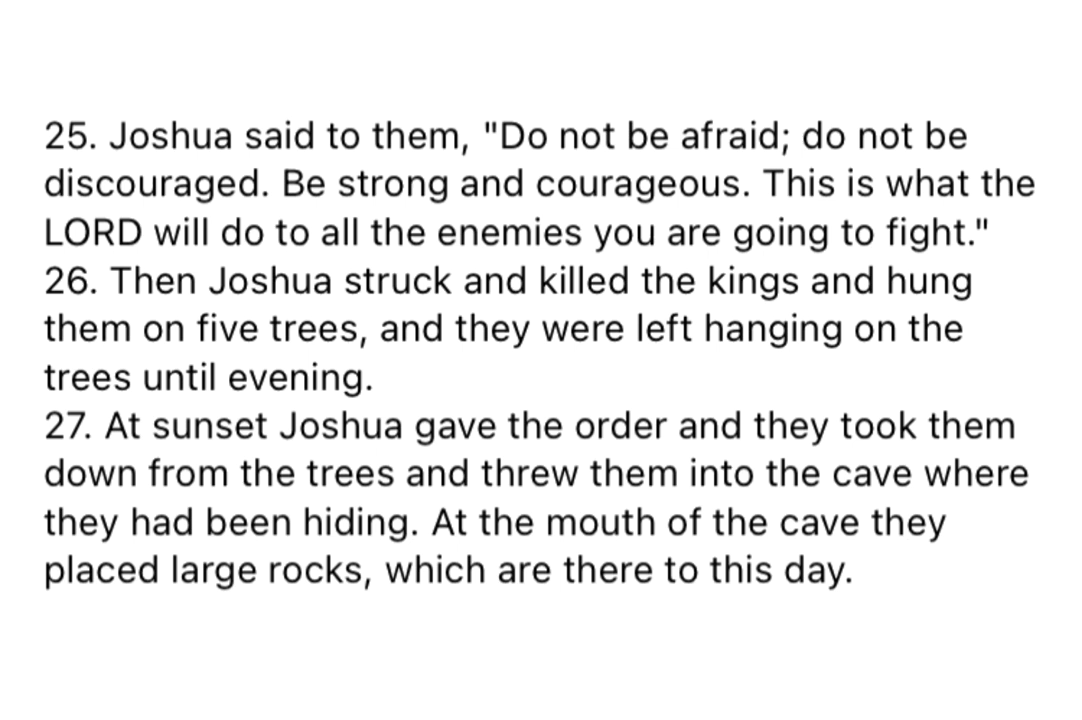 25. Joshua said to them, "Do not be afraid; do not be
discouraged. Be strong and courageous. This is what the
LORD will do to all the enemies you are going to fight."
26. Then Joshua struck and killed the kings and hung
them on five trees, and they were left hanging on the
trees until evening.
27. At sunset Joshua gave the order and they took them
down from the trees and threw them into the cave where
they had been hiding. At the mouth of the cave they
placed large rocks, which are there to this day.